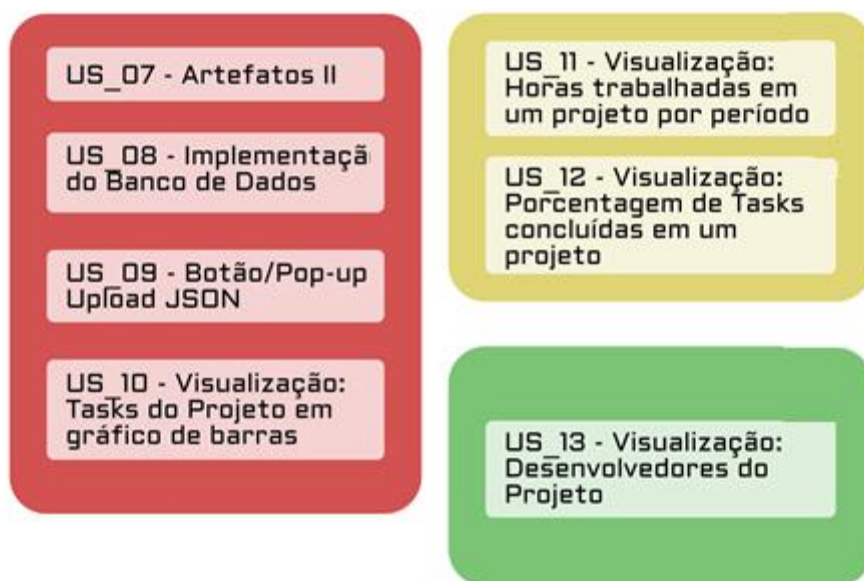 US_07 - Artefatos II
US_08 - Implementaçã
do Banco de Dados
US_09 - Botão/Pop-up
Upload JSON
US_10 - Visualização:
Tasks do Projeto em
gráfico de barras
US_11 - Visualização:
Horas trabalhadas em
um projeto por período
US_12 - Visualização:
Porcentagem de Tasks
concluídas em um
projeto
US_13 - Visualização:
Desenvolvedores do
Projeto